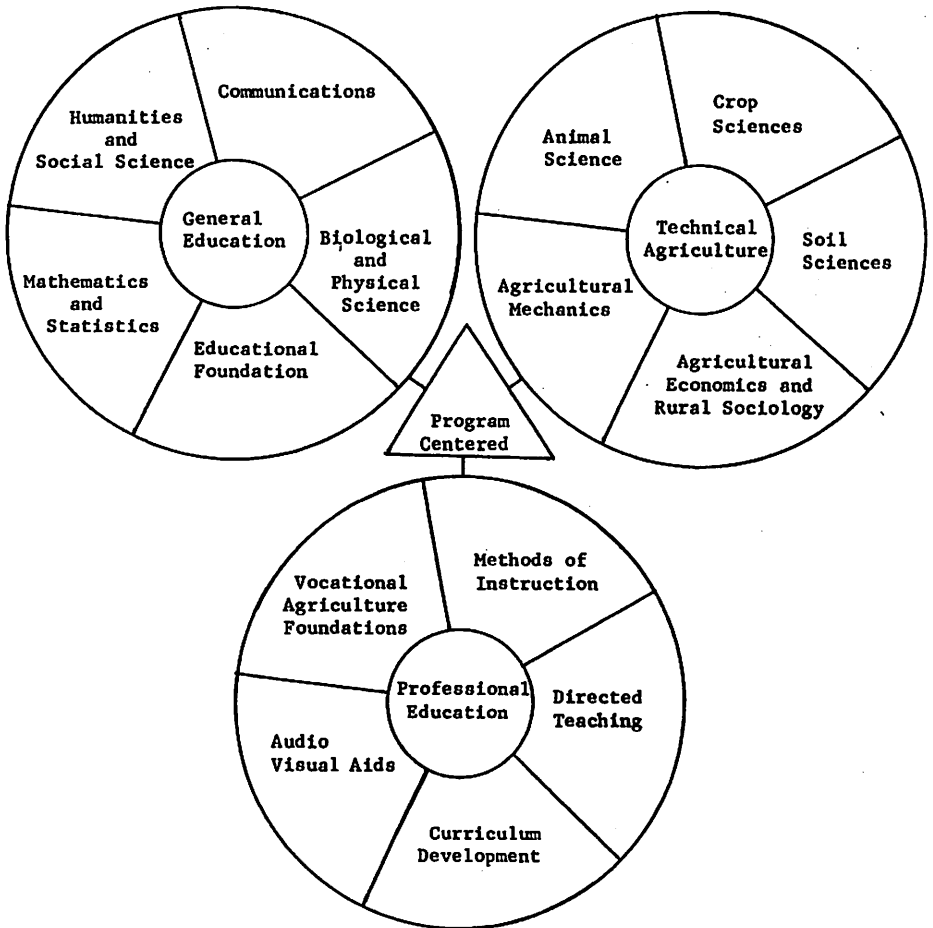 Communications
Humanities
and
Social Science
General
Education
Biological
and
Physical
Science
Mathematics
and
Statistics
Educational
Foundation
Crop
Sciences
Animal
Science
Technical
Agriculture
Soil
Sciences
Agricultural
Mechanics
Agricultural
Economics and
Rural Sociology
Program
Centered
Methods of
Instruction
Vocational
Agriculture
Foundations
Professional
Education
Directed
Teaching
Audio
Visual Aids
Curriculum
Development